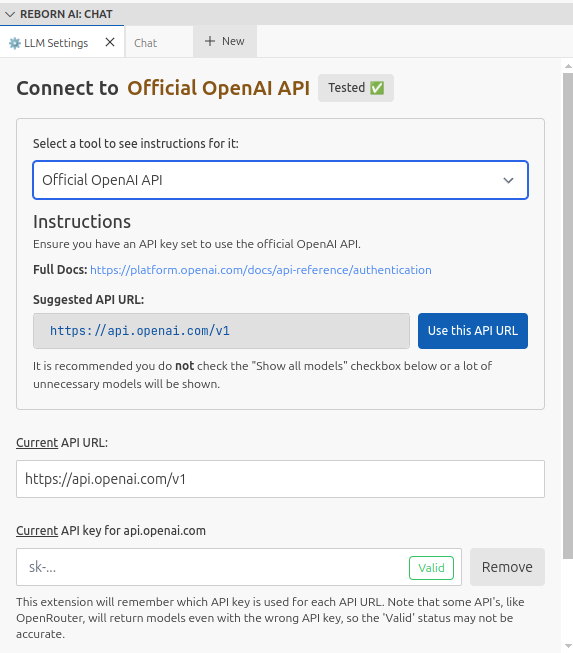 REBORN AI: CHAT
LLM Settings
Chat
New
Connect to Official OpenAI API Tested ✅
Select a tool to see instructions for it:
Official OpenAI API
Instructions
Ensure you have an API key set to use the official OpenAI API.
Full Docs: https://platform.openai.com/docs/api-reference/authentication
Suggested API URL:
https://api.openai.com/v1
Use this API URL
It is recommended you do not check the "Show all models" checkbox below or a lot of
unnecessary models will be shown.
Current API URL:
https://api.openai.com/v1
Current API key for api.openai.com
sk-...
Valid
Remove
This extension will remember which API key is used for each API URL. Note that some API's, like
OpenRouter, will return models even with the wrong API key, so the 'Valid' status may not be
accurate.